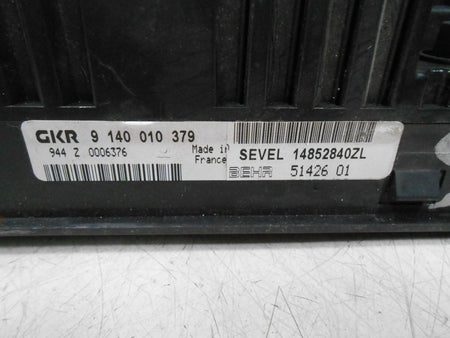 GKR 9 140 010 379
944 Z 0006376 Made in France
SEVEL 14852840ZL
BEHR 51426 01